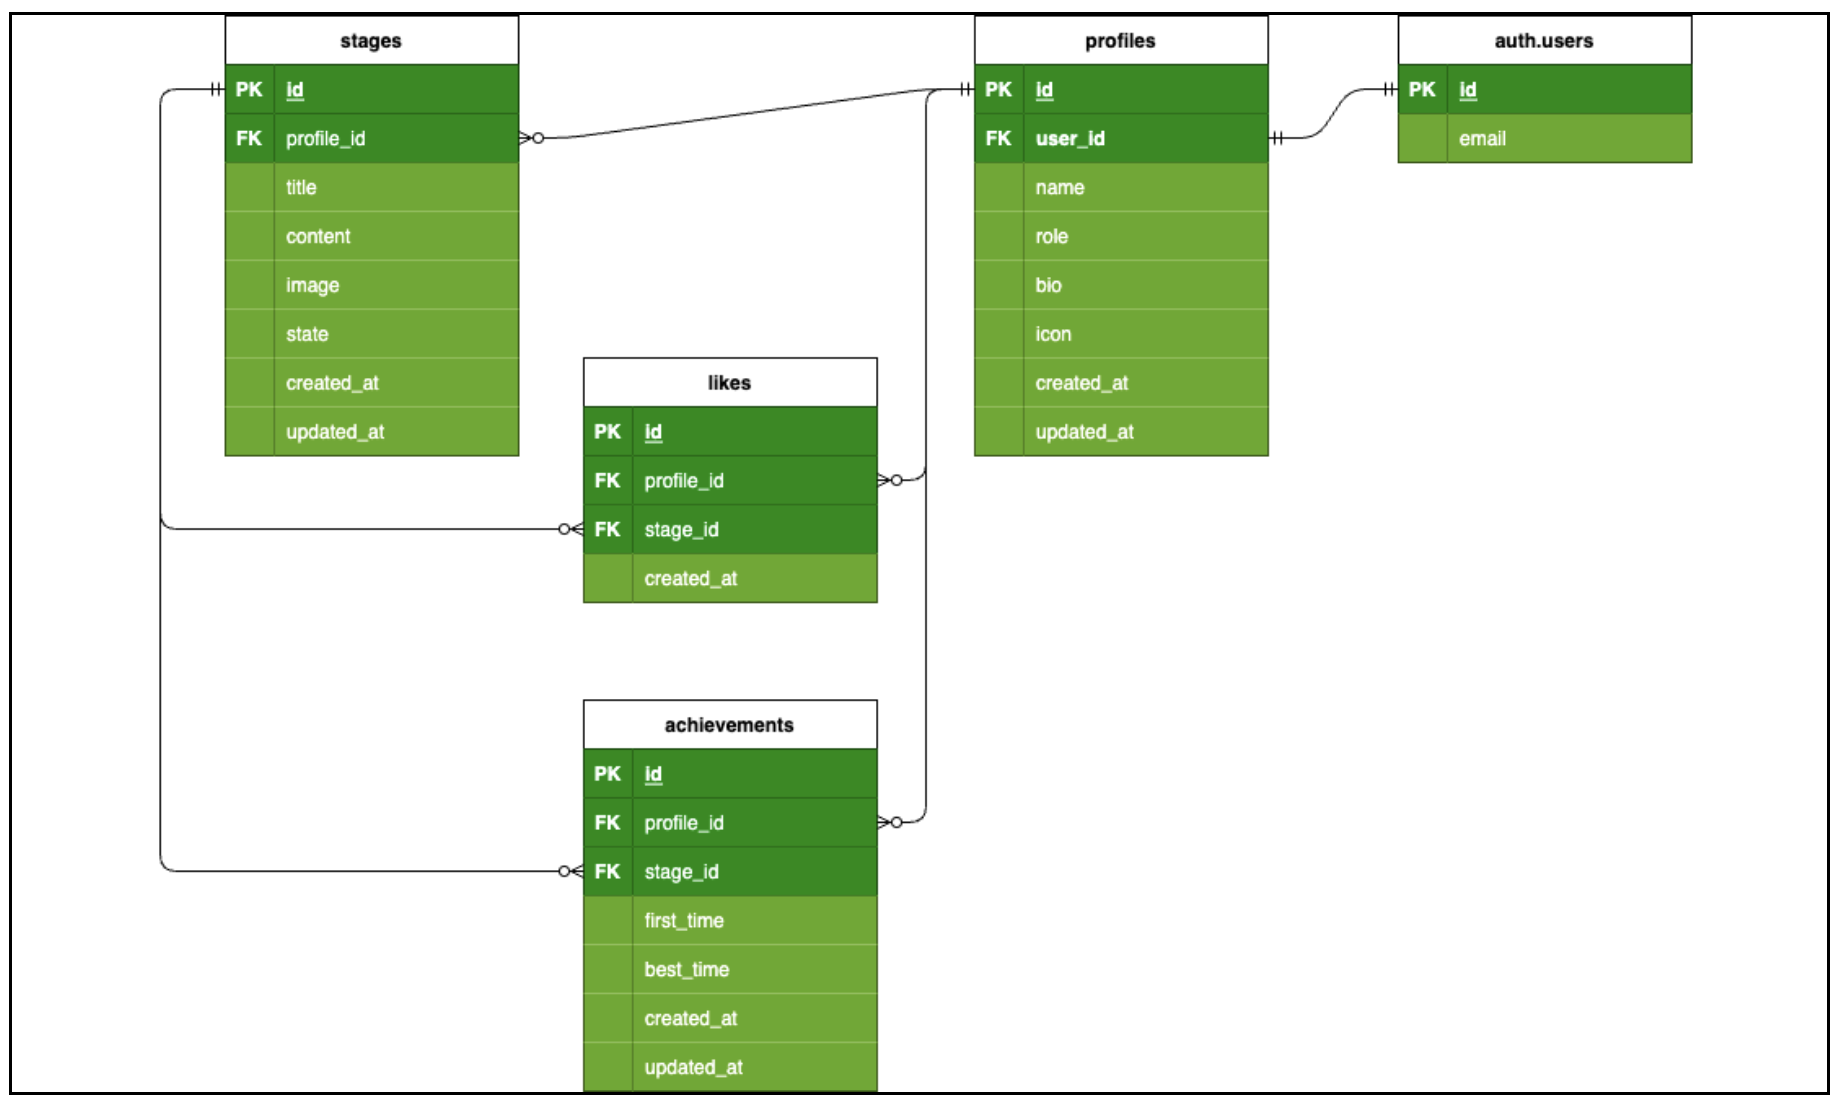 stages
PK id
FK profile_id
title
content
image
state
created_at
updated_at
profiles
PK id
FK user_id
name
role
bio
icon
created_at
updated_at
auth.users
PK id
email
likes
PK id
FK profile_id
FK stage_id
created_at
achievements
PK id
FK profile_id
FK stage_id
first_time
best_time
created_at
updated_at